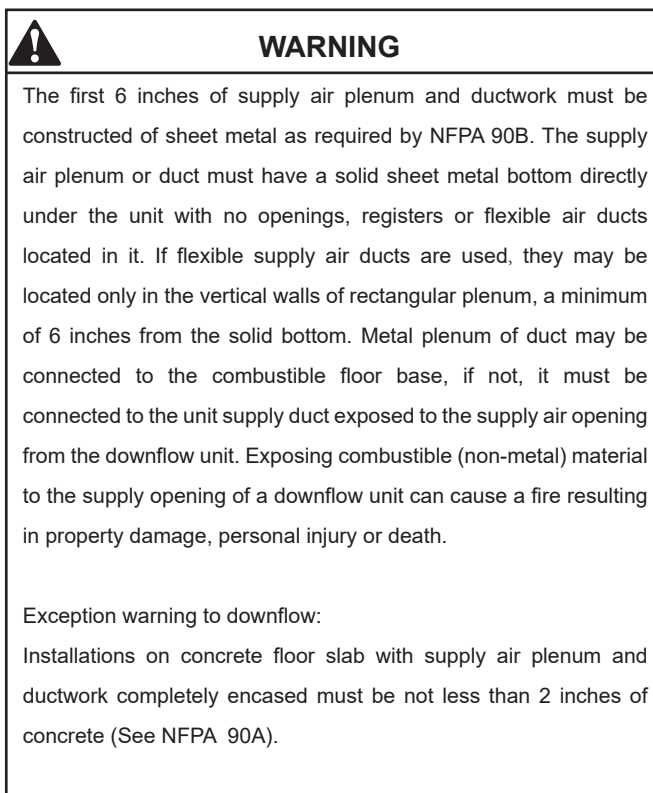 WARNING
The first 6 inches of supply air plenum and ductwork must be
constructed of sheet metal as required by NFPA 90B. The supply
air plenum or duct must have a solid sheet metal bottom directly
under the unit with no openings, registers or flexible air ducts
located in it. If flexible supply air ducts are used, they may be
located only in the vertical walls of rectangular plenum, a minimum
of 6 inches from the solid bottom. Metal plenum of duct may be
connected to the combustible floor base, if not, it must be
connected to the unit supply duct exposed to the supply air opening
from the downflow unit. Exposing combustible (non-metal) material
to the supply opening of a downflow unit can cause a fire resulting
in property damage, personal injury or death.
Exception warning to downflow:
Installations on concrete floor slab with supply air plenum and
ductwork completely encased must be not less than 2 inches of
concrete (See NFPA 90A).